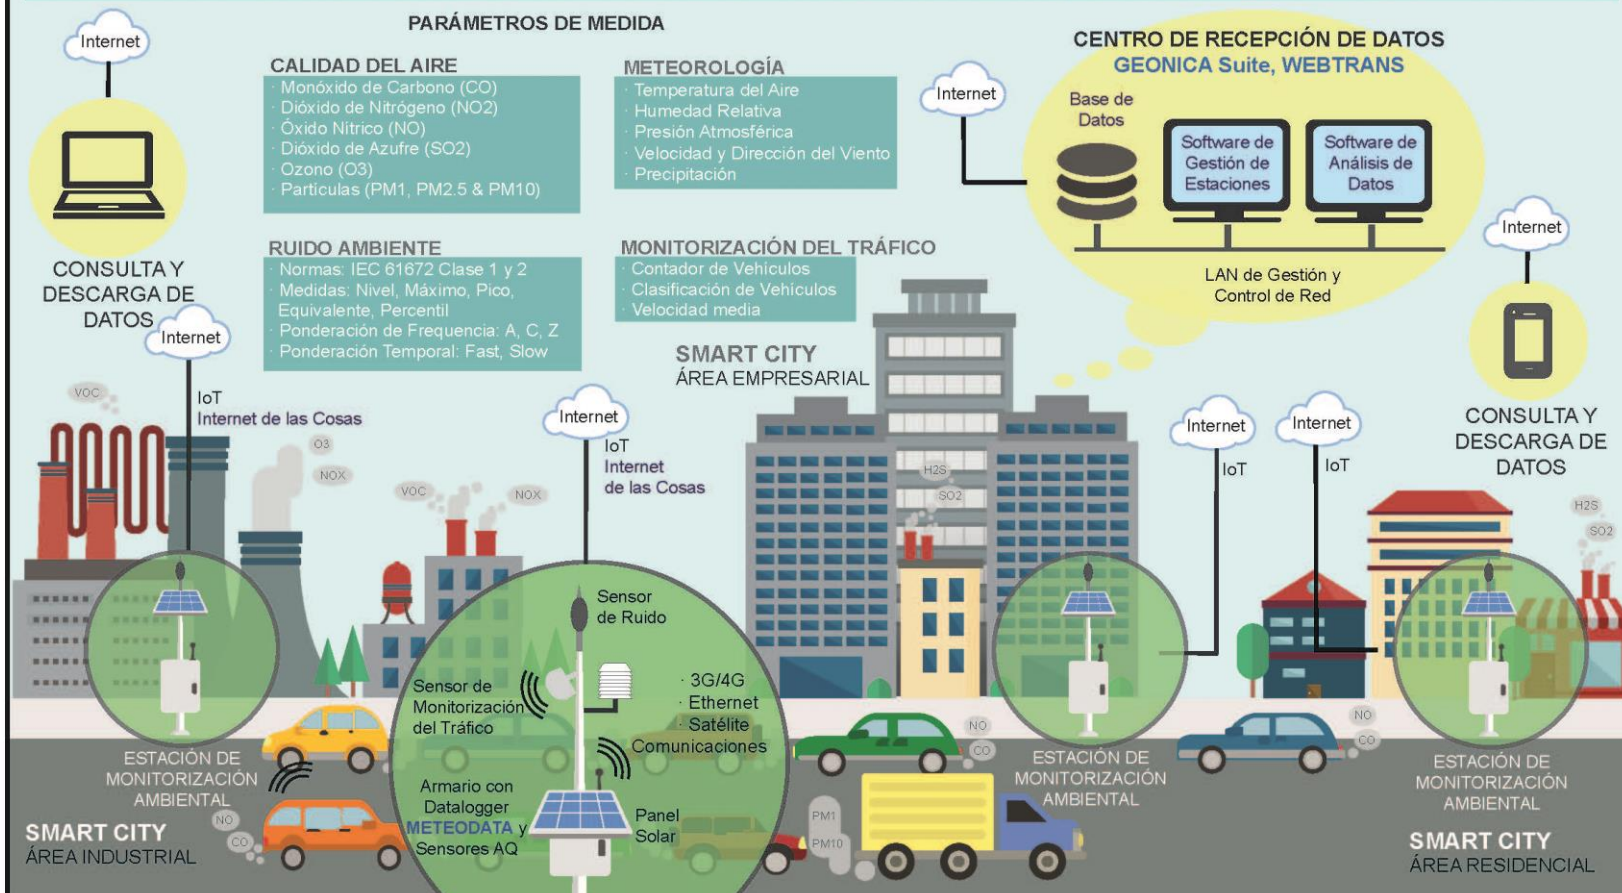 PARÁMETROS DE MEDIDA
Internet
CALIDAD DEL AIRE
· Monóxido de Carbono (CO)
· Dióxido de Nitrógeno (NO2)
· Óxido Nitrico (NO)
· Dióxido de Azufre (SO2)
· Ozono (O3)
· Partículas (PM1, PM2.5 & PM10)
METEOROLOGÍA
· Temperatura del Aire
· Humedad Relativa
· Presión Atmosférica
· Velocidad y Dirección del Viento
· Precipitación
RUIDO AMBIENTE
· Normas: IEC 61672 Clase 1 y 2
· Medidas: Nivel, Máximo, Pico,
Equivalente, Percentil
· Ponderación de Frequencia: A, C, Z
· Ponderación Temporal: Fast, Slow
MONITORIZACIÓN DEL TRÁFICO
· Contador de Vehículos
· Clasificación de Vehículos
· Velocidad media
Internet
CENTRO DE RECEPCIÓN DE DATOS
GEONICA Suite, WEBTRANS
Base de
Datos
Software de
Gestión de
Estaciones
Software de
Análisis de
Datos
LAN de Gestión y
Control de Red
Internet
CONSULTA Y
DESCARGA DE
DATOS
CONSULTA Y
DESCARGA DE
DATOS
Internet
IoT
Internet de las Cosas
SMART CITY
ÁREA EMPRESARIAL
Internet
IoT
Internet
de las Cosas
Internet
IoT
Internet
IoT
VOC
O3
NOX
VOC
NOX
H2S
SO2
H2S
SO2
Sensor
de Ruido
Sensor de
Monitorización
del Tráfico
· 3G/4G
· Ethernet
· Satélite
Comunicaciones
Armario con
Datalogger
METEODATA y
Sensores AQ
Panel
Solar
ESTACIÓN DE
MONITORIZACIÓN
AMBIENTAL
NO
CO
NO
CO
PM1
PM10
ESTACIÓN DE
MONITORIZACIÓN
AMBIENTAL
NO
CO
ESTACIÓN DE
MONITORIZACIÓN
AMBIENTAL
SMART CITY
ÁREA INDUSTRIAL
SMART CITY
ÁREA RESIDENCIAL